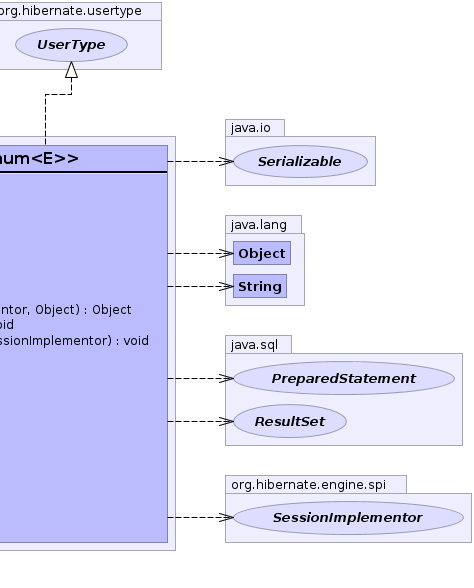 org.hibernate.usertype
UserType
num<E>>
ntor, Object) : Object
oid
ssionImplementor) : void
java.io
Serializable
java.lang
Object
String
java.sql
PreparedStatement
ResultSet
org.hibernate.engine.spi
SessionImplementor